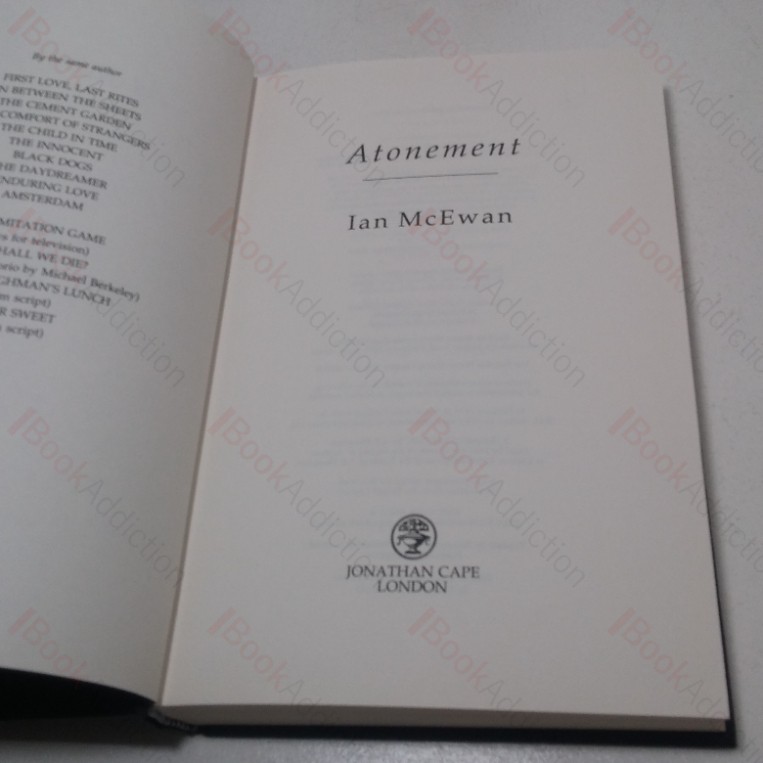 By the same author
FIRST LOVE, LAST RITES
N BETWEEN THE SHEETS
THE CEMENT GARDEN
COMFORT OF STRANGERS
THE CHILD IN TIME
THE INNOCENT
BLACK DOGS
HE DAYDREAMER
NDURING LOVE
AMSTERDAM
MITATION GAME
s for television)
HALL WE DIE?
orio by Michael Berkeley)
GHMAN'S LUNCH
m script)
R SWEET
script)
Atonement
Ian McEwan
JONATHAN CAPE
LONDON
BookAddiction